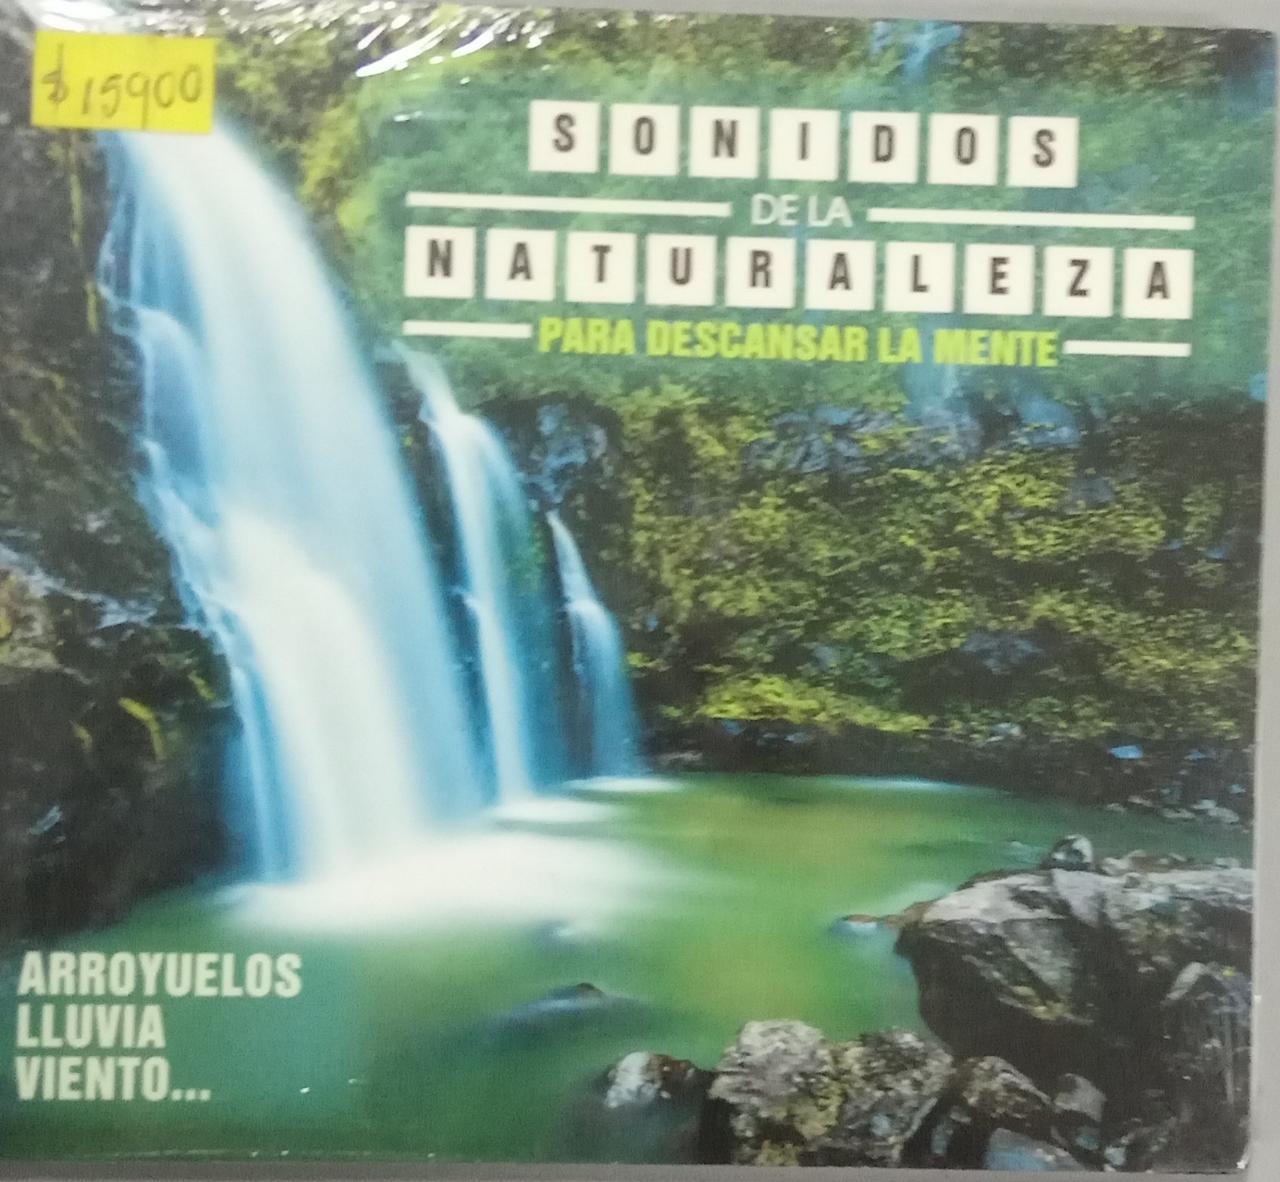 $15900
SONIDOS
DE LA
NATURALEZA
PARA DESCANSAR LA MENTE
ARROYUELOS
LLUVIA
VIENTO...